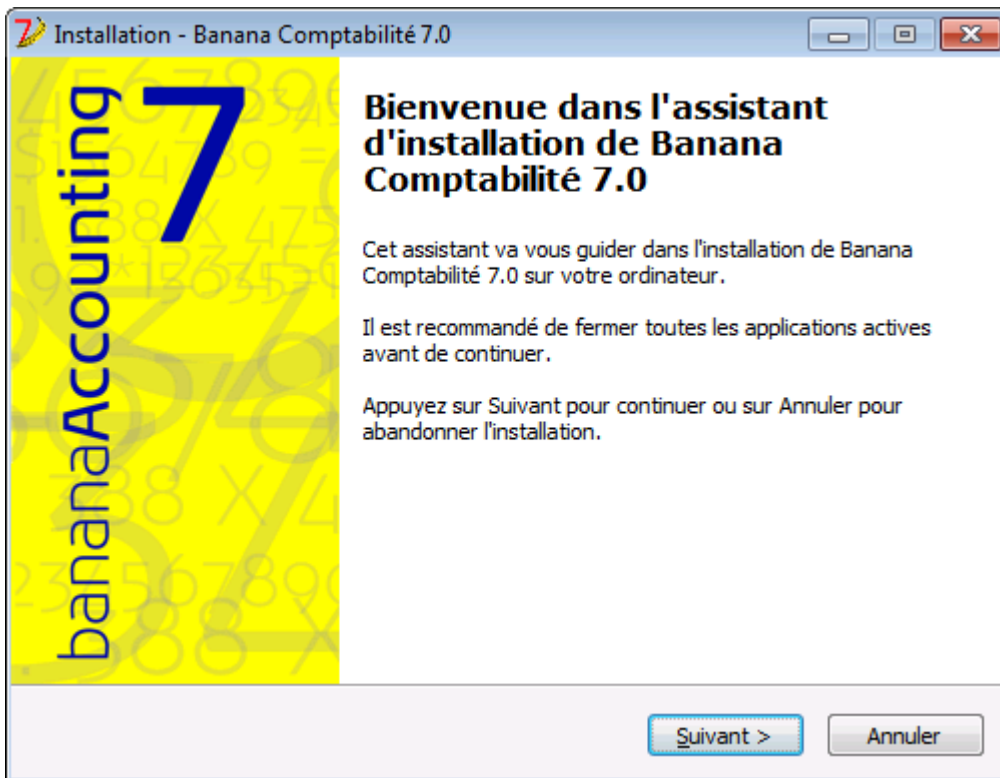 Installation - Banana Comptabilité 7.0
bananaAccounting 7
Bienvenue dans l'assistant
d'installation de Banana
Comptabilité 7.0
Cet assistant va vous guider dans l'installation de Banana
Comptabilité 7.0 sur votre ordinateur.
Il est recommandé de fermer toutes les applications actives
avant de continuer.
Appuyez sur Suivant pour continuer ou sur Annuler pour
abandonner l'installation.
Suivant >
Annuler